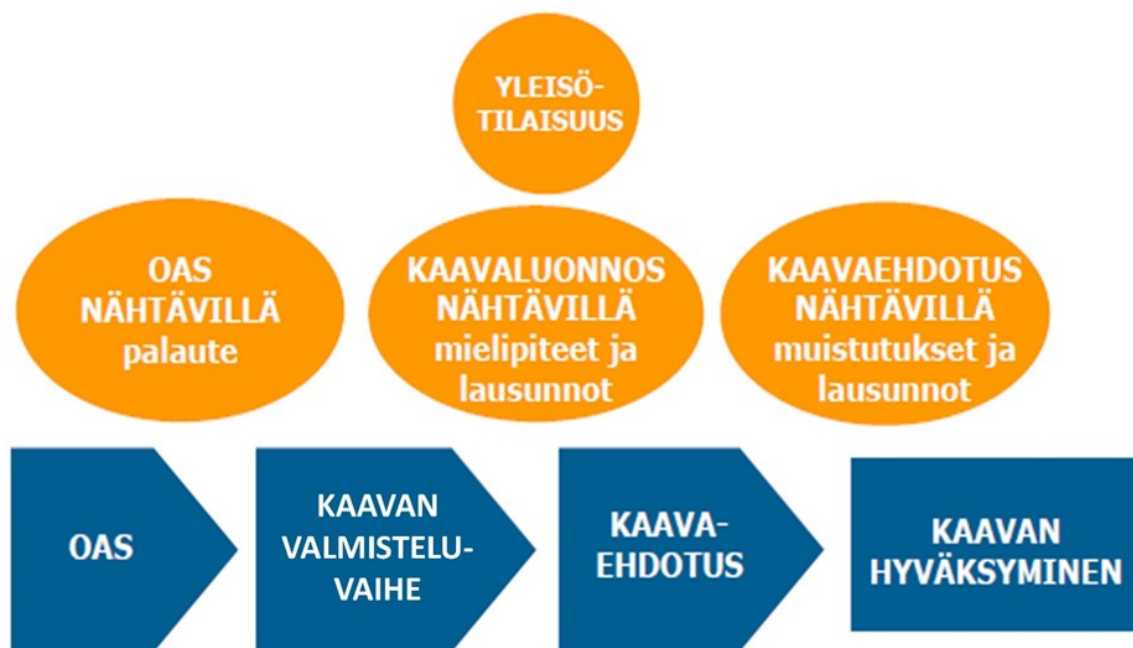 YLEISÖ-
TILAISUUS
OAS
NÄHTÄVILLÄ
palaute
KAAVALUONNOS
NÄHTÄVILLÄ
mielipiteet ja
lausunnot
KAAVAEHDOTUS
NÄHTÄVILLÄ
muistutukset ja
lausunnot
OAS
KAAVAN
VALMISTELU-
VAIHE
KAAVA-
EHDOTUS
KAAVAN
HYVÄKSYMINEN